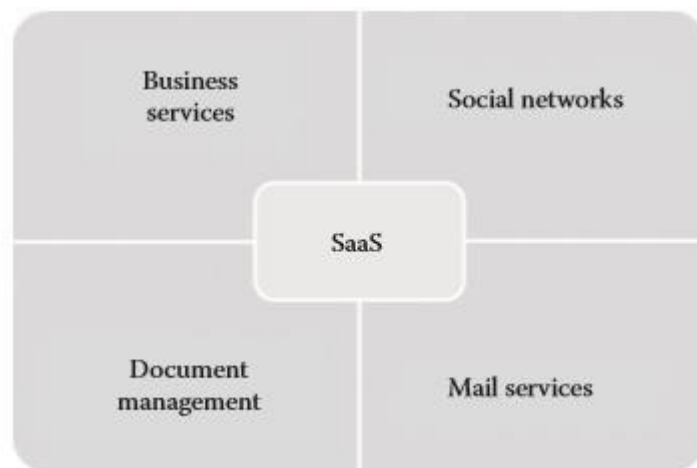 Business
services
Social networks
SaaS
Document
management
Mail services